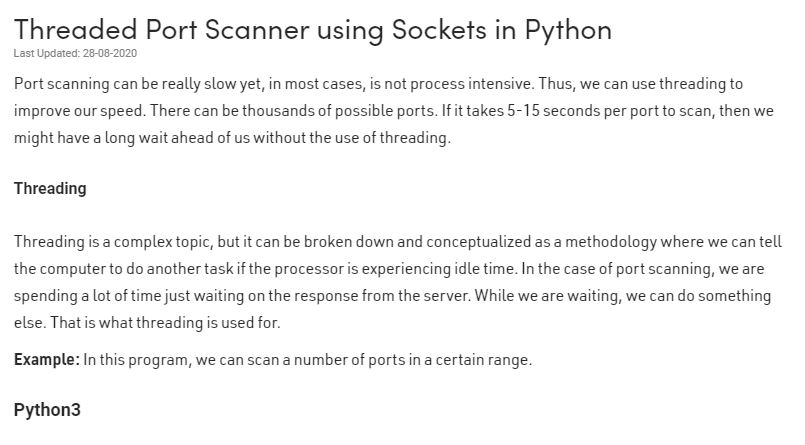 Threaded Port Scanner using Sockets in Python
Last Updated: 28-08-2020
Port scanning can be really slow yet, in most cases, is not process intensive. Thus, we can use threading to
improve our speed. There can be thousands of possible ports. If it takes 5-15 seconds per port to scan, then we
might have a long wait ahead of us without the use of threading.
Threading
Threading is a complex topic, but it can be broken down and conceptualized as a methodology where we can tell
the computer to do another task if the processor is experiencing idle time. In the case of port scanning, we are
spending a lot of time just waiting on the response from the server. While we are waiting, we can do something
else. That is what threading is used for.
Example: In this program, we can scan a number of ports in a certain range.
Python3